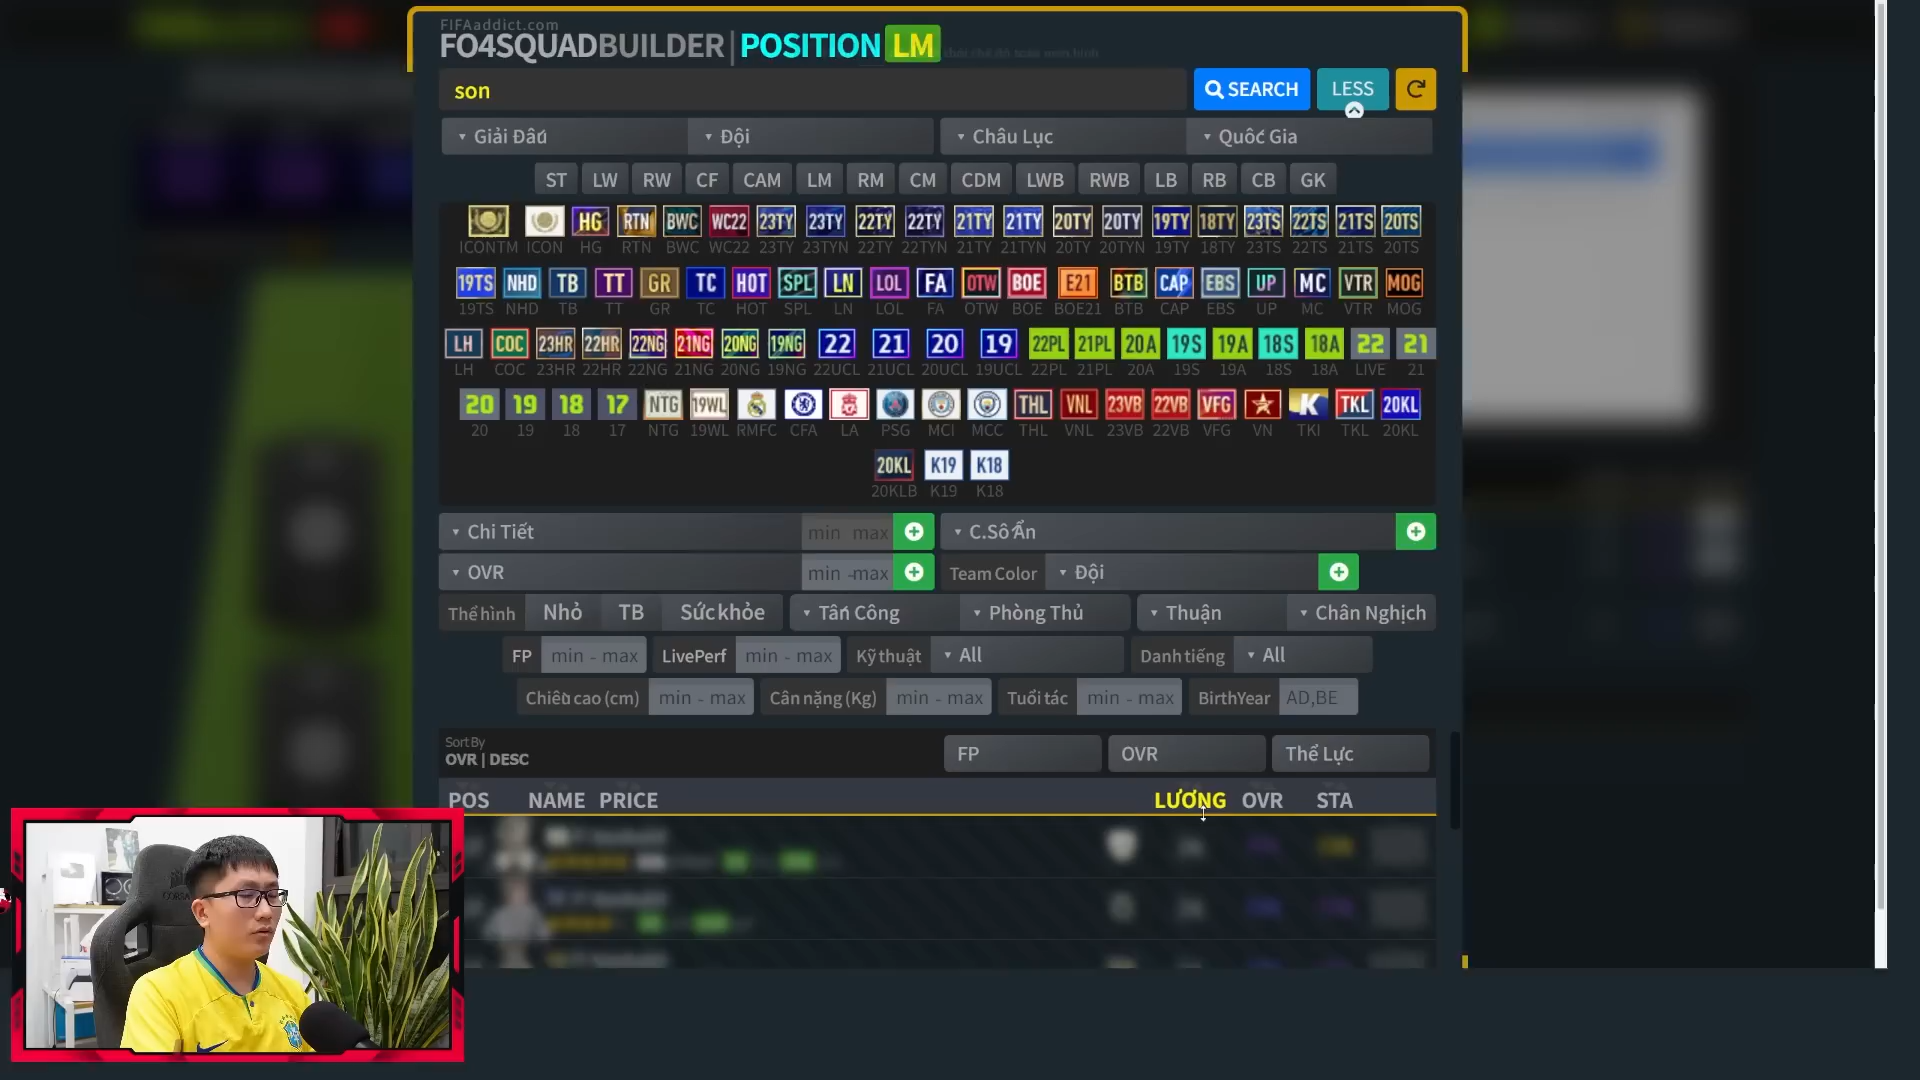 FIFAaddict.com
FO4SQUADBUILDER | POSITION LM
son SEARCH LESS
Giải Đấu Đội Châu Lục Quốc Gia
ST LW RW CF CAM LM RM CM CDM LWB RWB LB RB CB GK
HG RTN BWC WC22 23TY 23TY 22TY 22TY 21TY 21TY 20TY 20TY 19TY 18TY 23TS 22TS 21TS 20TS
ICONTM ICON HG RTN BWC WC22 23TY 23TYN 22TY 22TYN 21TY 21TYN 20TY 20TYN 19TY 18TY 23TS 22TS 21TS 20TS
19TS NHD TB TT GR TC HOT SPL LN LOL FA OTW BOE E21 BTB CAP EBS UP MC VTR MOG
19TS NHD TB TT GR TC HOT SPL LN LOL FA OTW BOE BOE21 BTB CAP EBS UP MC VTR MOG
LH COC 23HR 22HR 22NG 21NG 20NG 19NG 22 21 20 19 22PL 21PL 20A 19S 19A 18S 18A 22 21
LH COC 23HR 22HR 22NG 21NG 20NG 19NG 22UCL 21UCL 20UCL 19UCL 22PL 21PL 20A 19S 19A 18S 18A LIVE 21
20 19 18 17 NTG 19WL THL VNL 23VB 22VB VFG K TKL 20KL
20 19 18 17 NTG 19WL RMFC CFA LA PSG MCI MCC THL VNL 23VB 22VB VFG VN TKI TKL 20KL
20KL K19 K18
20KLB K19 K18
Chi Tiết min max C.Số Ẩn
OVR min - max Team Color Đội
Thể hình Nhỏ TB Sức khỏe Tấn Công Phòng Thủ Thuận Chân Nghịch
FP min - max LivePerf min - max Kỹ thuật All Danh tiếng All
Chiều cao (cm) min - max Cân nặng (Kg) min - max Tuổi tác min - max BirthYear AD,BE
Sort By
OVR | DESC FP OVR Thể Lực
POS NAME PRICE LƯƠNG OVR STA